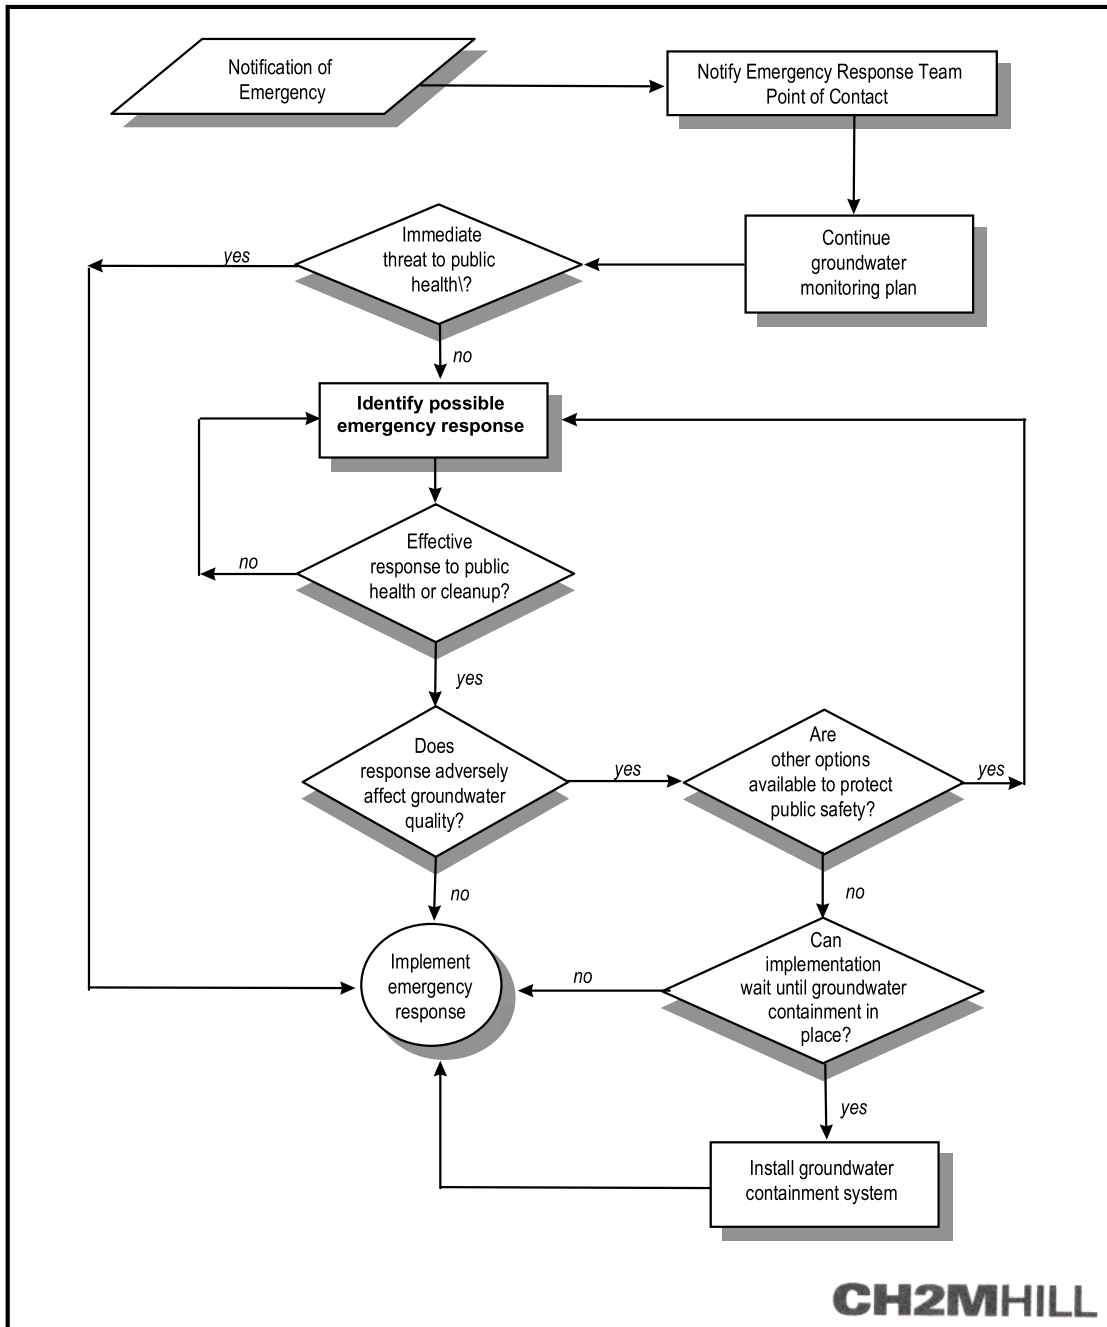 Notification of
Emergency
Notify Emergency Response Team
Point of Contact
Continue
groundwater
monitoring plan
Immediate
threat to public
health\?
yes
no
Identify possible
emergency response
Effective
response to public
health or cleanup?
no
yes
Does
response adversely
affect groundwater
quality?
yes
Are
other options
available to protect
public safety?
yes
no
no
Implement
emergency
response
no
Can
implementation
wait until groundwater
containment in
place?
yes
Install groundwater
containment system
CH2MHILL